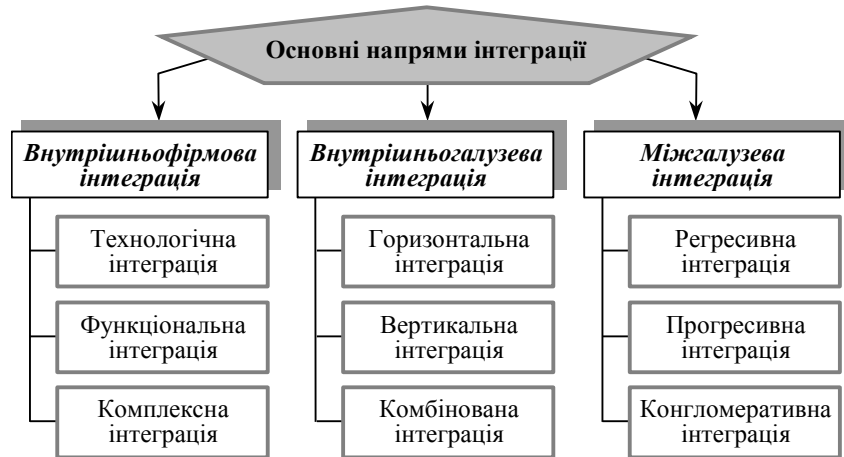 Основні напрями інтеграції
Внутрішньофірмова
інтеграція
Технологічна
інтеграція
Функціональна
інтеграція
Комплексна
інтеграція
Внутрішньогалузева
інтеграція
Горизонтальна
інтеграція
Вертикальна
інтеграція
Комбінована
інтеграція
Міжгалузева
інтеграція
Регресивна
інтеграція
Прогресивна
інтеграція
Конгломеративна
інтеграція